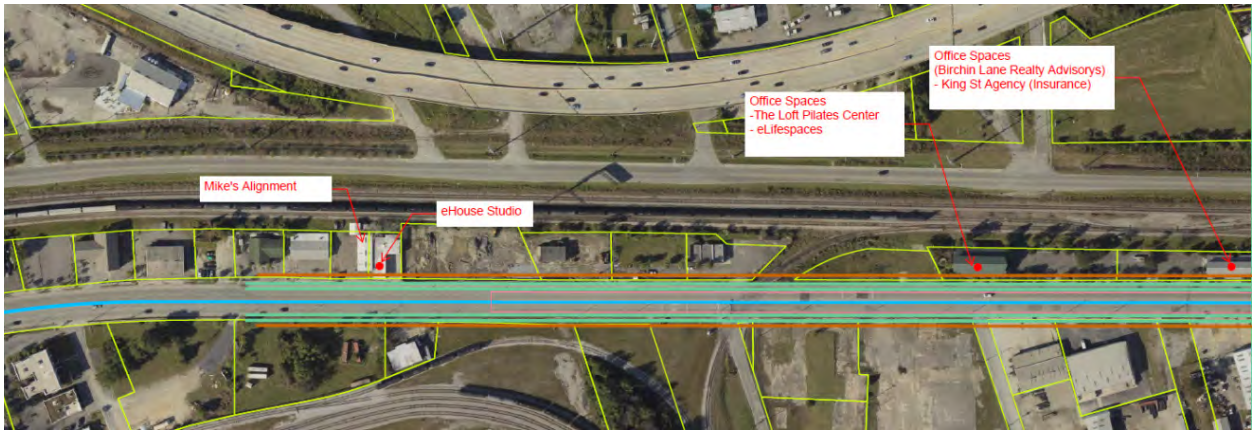 Office Spaces
(Birchin Lane Realty Advisorys)
- King St Agency (Insurance)
Office Spaces
-The Loft Pilates Center
- eLifespaces
Mike's Alignment
eHouse Studio